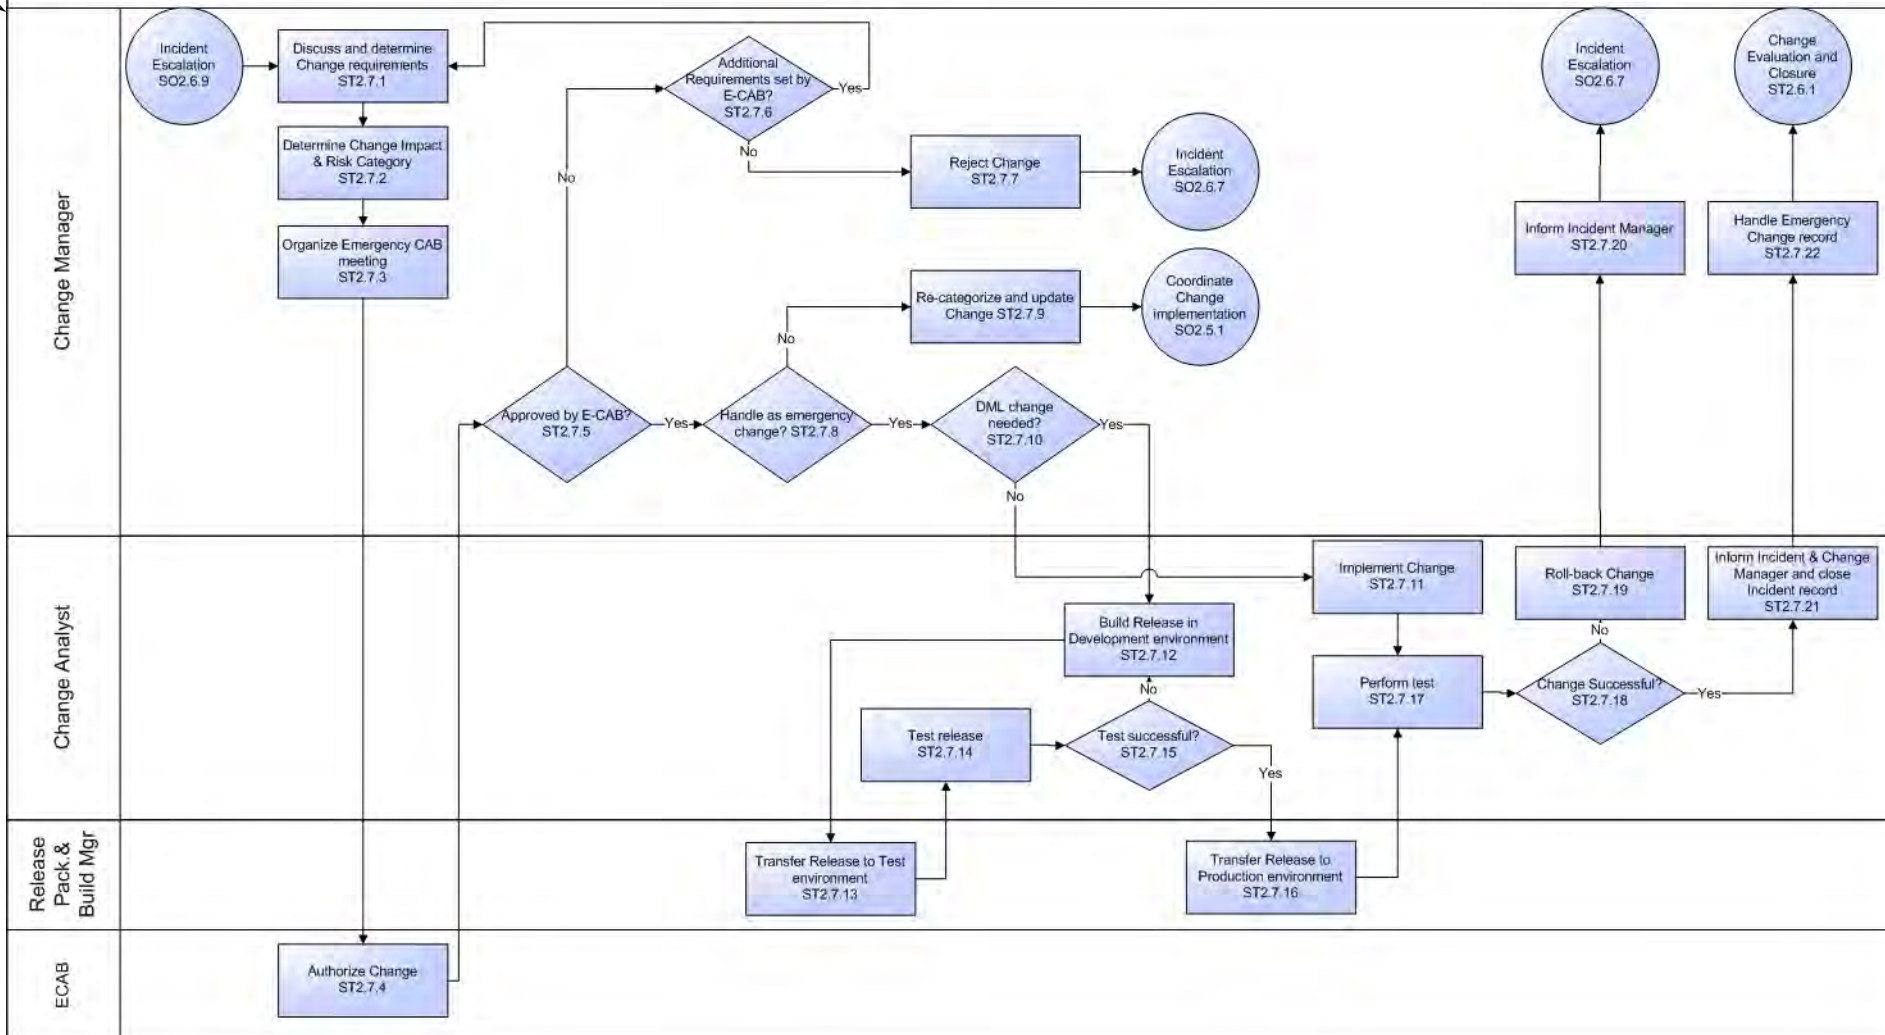 Change Manager
Incident
Escalation
SO2.6.9
Discuss and determine
Change requirements
ST2.7.1
Determine Change Impact
& Risk Category
ST2.7.2
Organize Emergency CAB
meeting
ST2.7.3
Additional
Requirements set by
E-CAB?
ST2.7.6
Yes
No
No
Reject Change
ST2.7.7
Incident
Escalation
SO2.6.7
Re-categorize and update
Change ST2.7.9
Coordinate
Change
implementation
SO2.5.1
No
Approved by E-CAB?
ST2.7.5
Yes
Handle as emergency
change? ST2.7.8
Yes
DML change
needed?
ST2.7.10
Yes
No
Incident
Escalation
SO2.6.7
Change
Evaluation and
Closure
ST2.6.1
Inform Incident Manager
ST2.7.20
Handle Emergency
Change record
ST2.7.22
Change Analyst
Implement Change
ST2.7.11
Roll-back Change
ST2.7.19
Inform Incident & Change
Manager and close
Incident record
ST2.7.21
Build Release in
Development environment
ST2.7.12
No
Perform test
ST2.7.17
No
Change Successful?
ST2.7.18
Yes
Test release
ST2.7.14
Test successful?
ST2.7.15
Yes
Release
Pack.&
Build Mgr
Transfer Release to Test
environment
ST2.7.13
Transfer Release to
Production environment
ST2.7.16
ECAB
Authorize Change
ST2.7.4